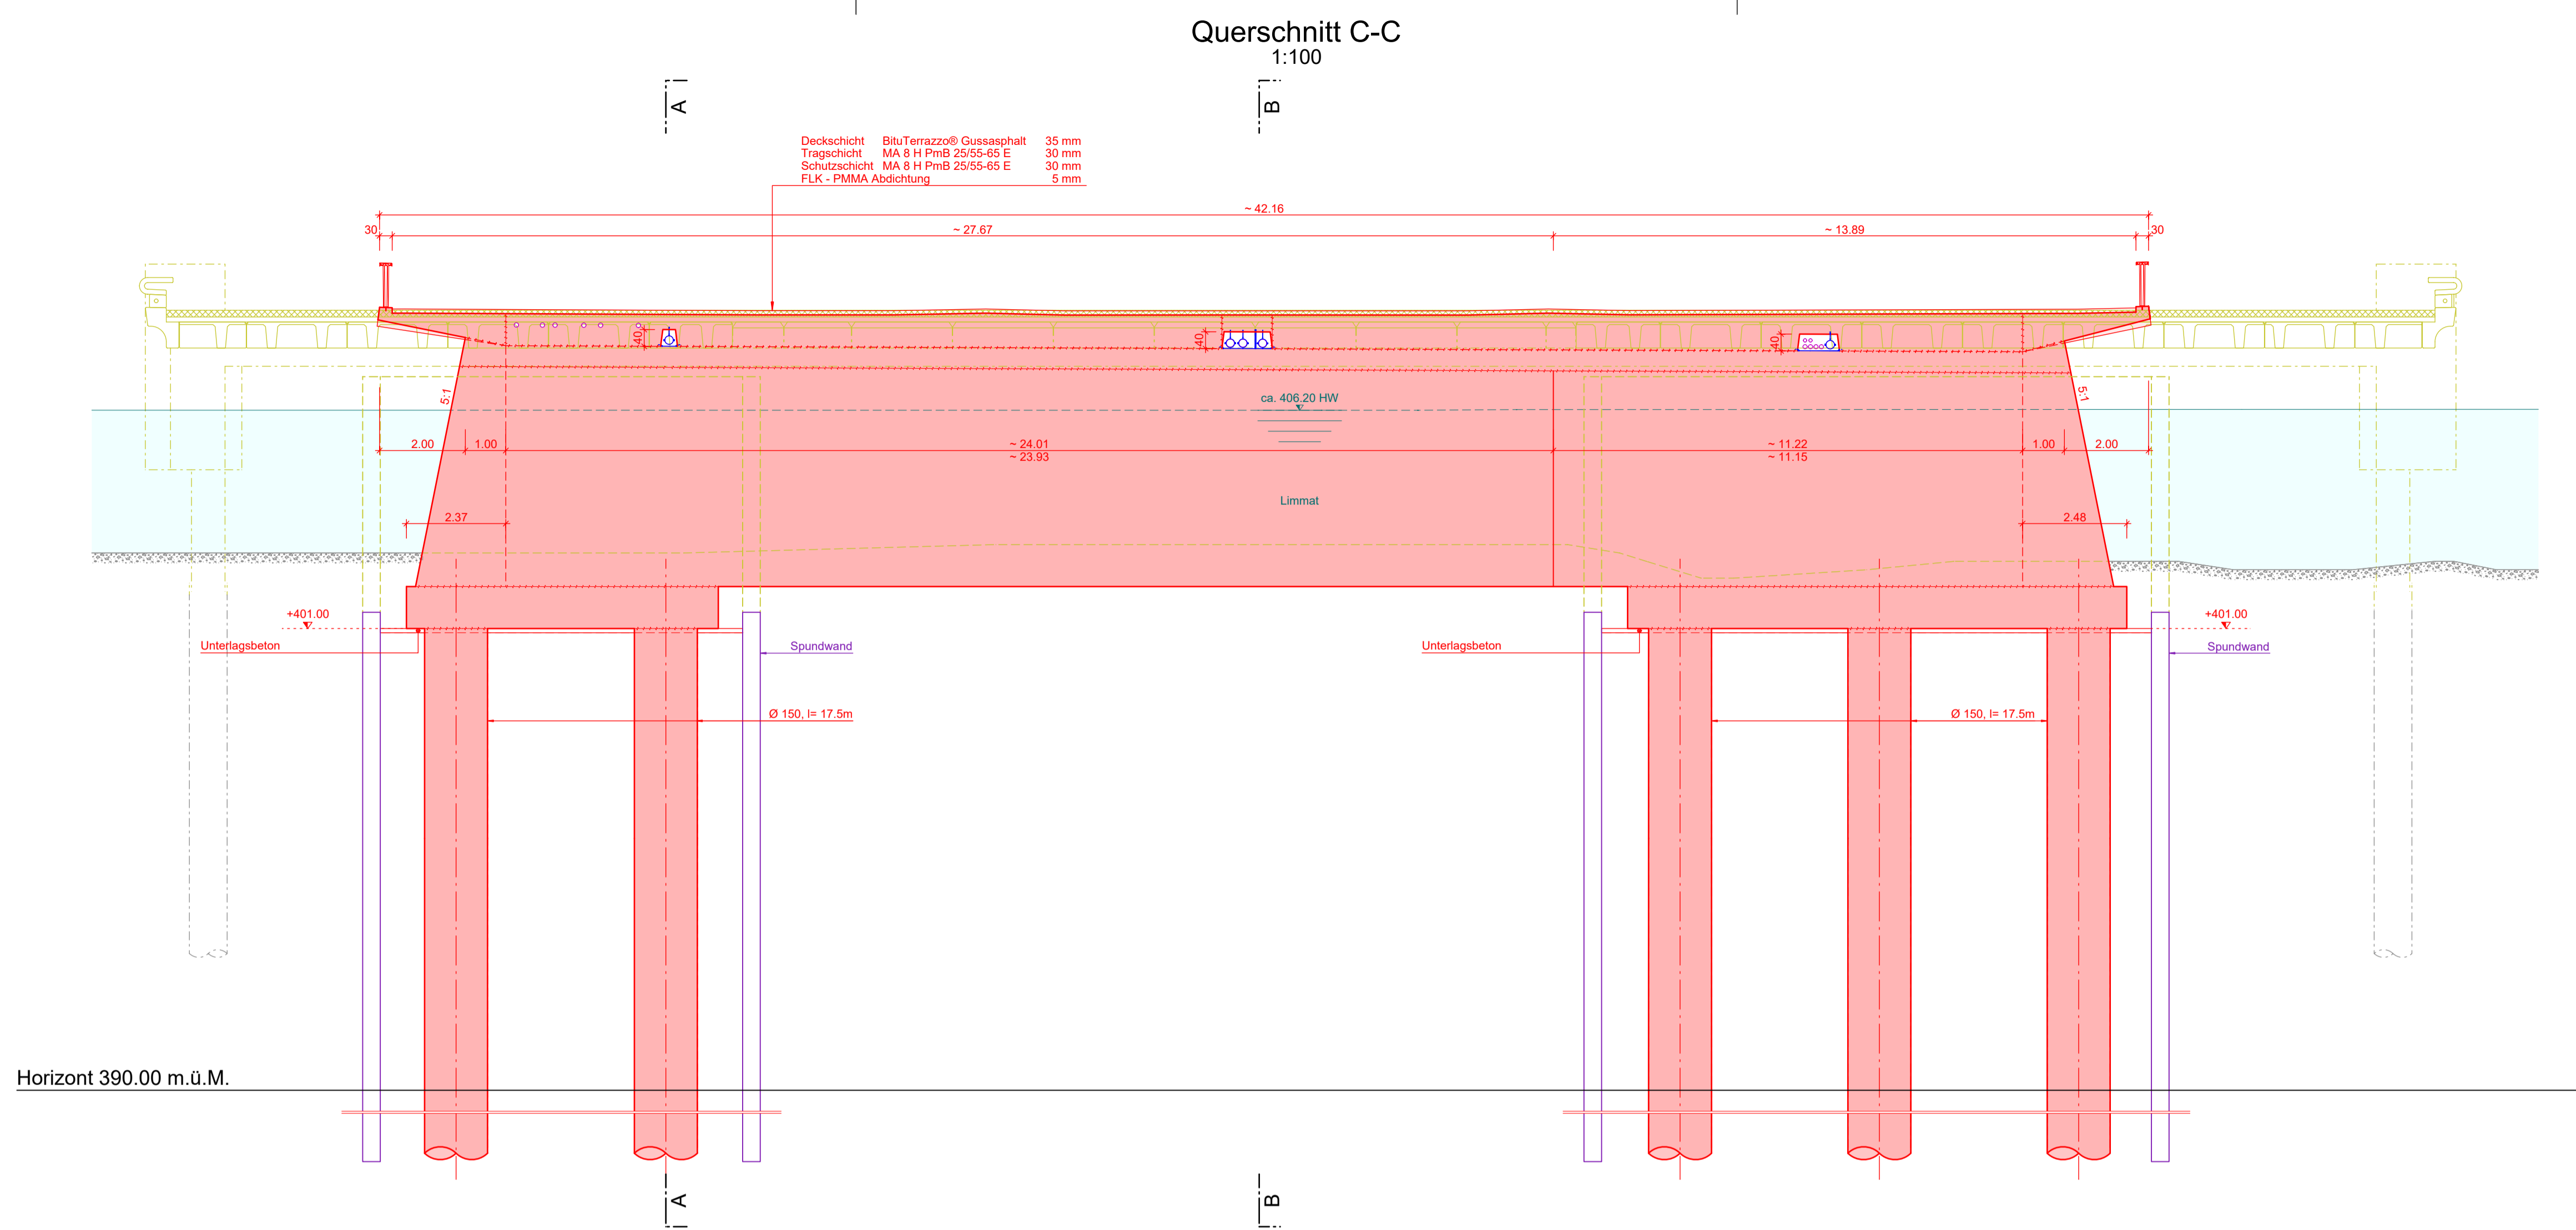 Querschnitt C-C
1:100
A
B
Deckschicht BituTerrazzo® Gussasphalt 35 mm
Tragschicht MA 8 H PmB 25/55-65 E 30 mm
Schutzschicht MA 8 H PmB 25/55-65 E 30 mm
FLK - PMMA Abdichtung 5 mm
~ 42.16
30
~ 27.67
~ 13.89
30
40
40
40
5:1
5:1
ca. 406.20 HW
2.00
1.00
~ 24.01
~ 11.22
1.00
2.00
~ 23.93
~ 11.15
Limmat
2.37
2.48
+401.00
+401.00
Unterlagsbeton
Spundwand
Unterlagsbeton
Spundwand
Ø 150, l= 17.5m
Ø 150, l= 17.5m
Horizont 390.00 m.ü.M.
A
B